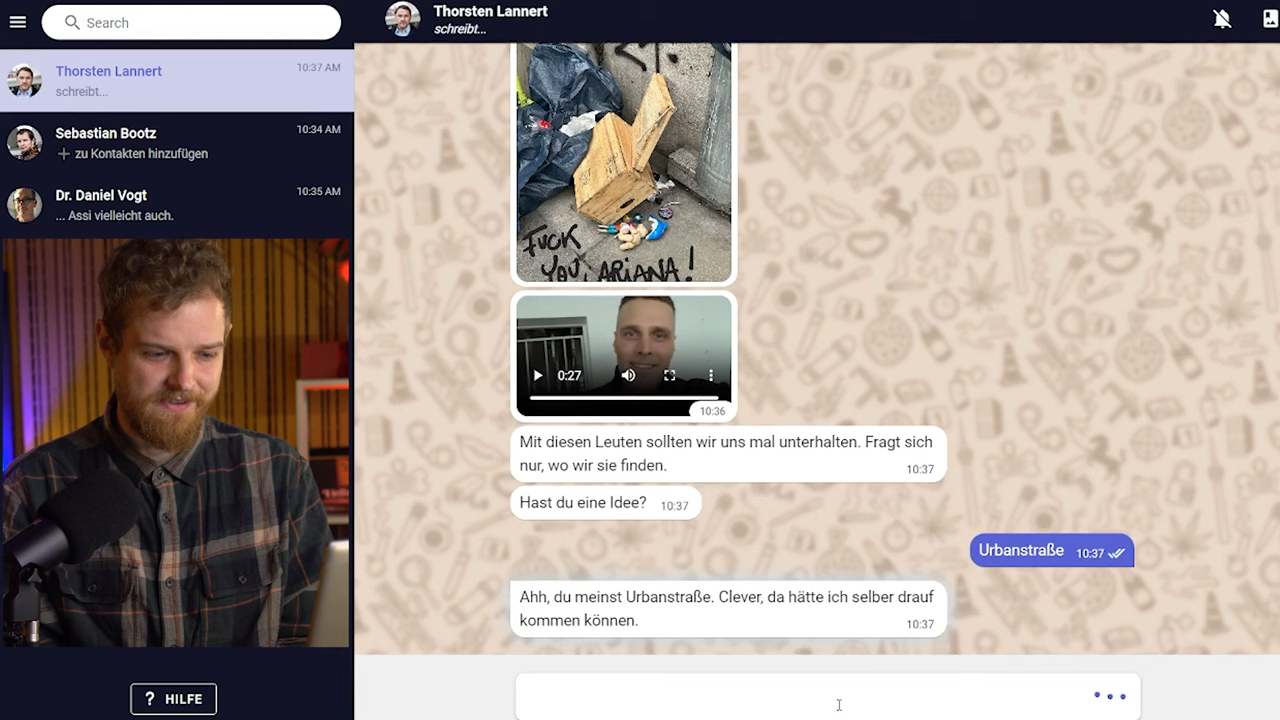 Search
Thorsten Lannert
schreibt...
Thorsten Lannert
10:37 AM
schreibt...
Sebastian Bootz
10:34 AM
+ zu Kontakten hinzufügen
Dr. Daniel Vogt
10:35 AM
... Assi vielleicht auch.
FUCK
YOU, ARIANA!
0:27
10:36
Mit diesen Leuten sollten wir uns mal unterhalten. Fragt sich
nur, wo wir sie finden.
10:37
Hast du eine Idee? 10:37
Urbanstraße 10:37
Ahh, du meinst Urbanstraße. Clever, da hätte ich selber drauf
kommen können.
10:37
? HILFE